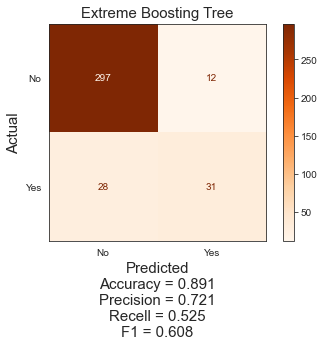 Extreme Boosting Tree
No
297
12
Actual
Yes
28
31
No
Yes
Predicted
Accuracy = 0.891
Precision = 0.721
Recell = 0.525
F1 = 0.608
250
200
150
100
50